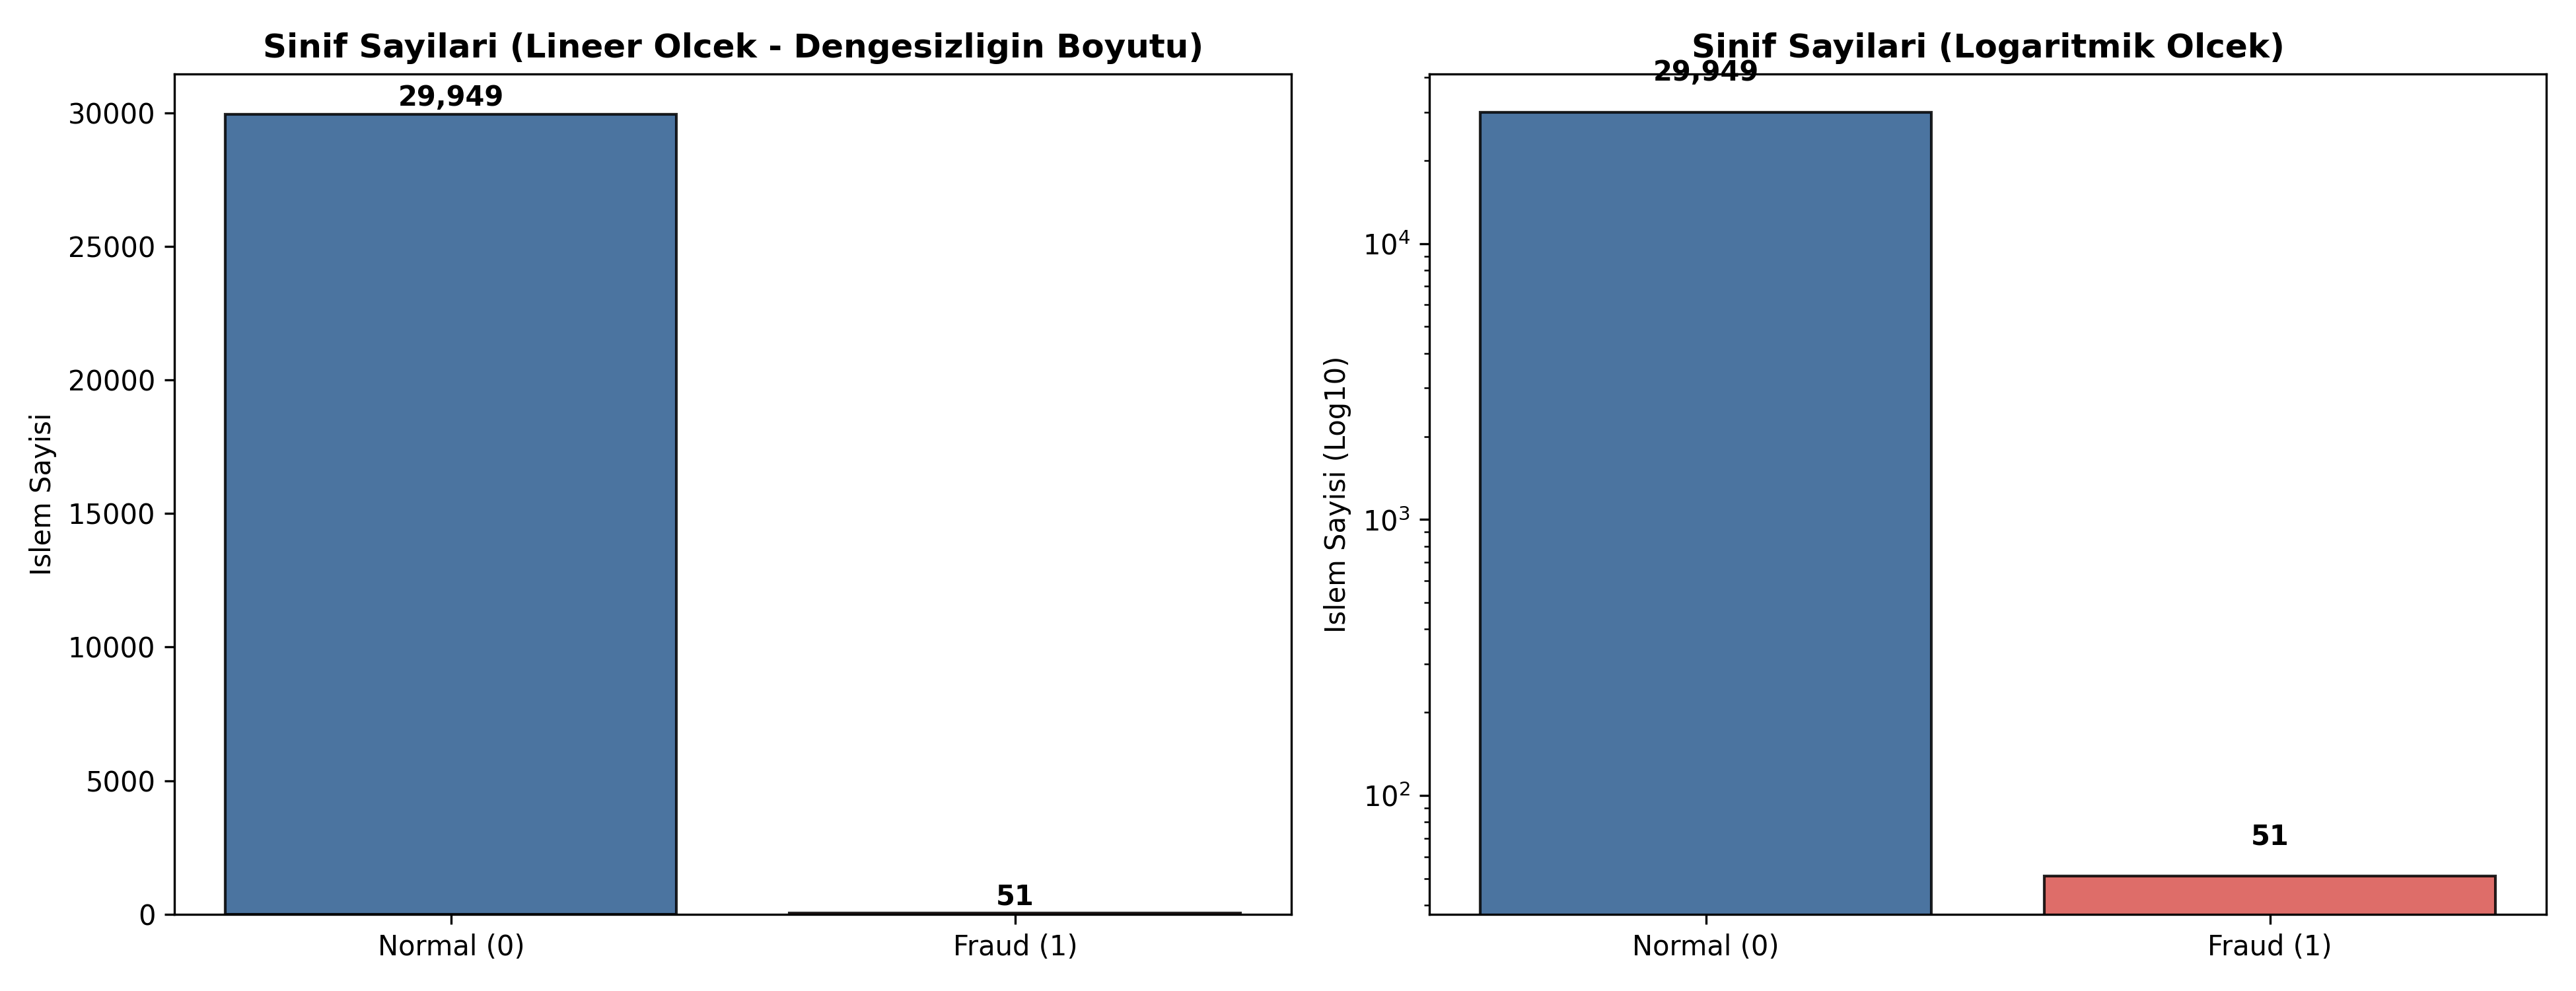 Sinif Sayilari (Lineer Olcek - Dengesizligin Boyutu)
29,949
30000
25000
20000
15000
10000
5000
0
Islem Sayisi
51
Normal (0)
Fraud (1)
Sinif Sayilari (Logaritmik Olcek)
29,949
10⁴
10³
10²
Islem Sayisi (Log10)
51
Normal (0)
Fraud (1)